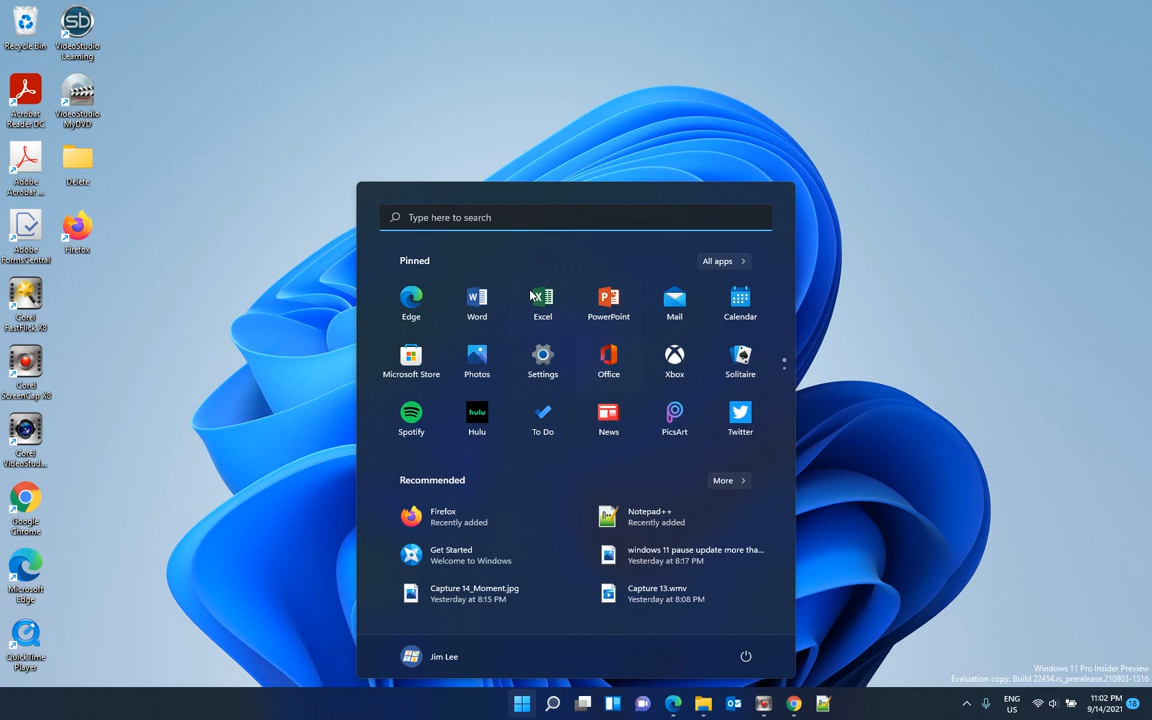 Recycle Bin
VideoStudio
Learning
Acrobat
Reader DC
VideoStudio
MyDVD
Adobe
Acrobat ...
Delete
Adobe
FormsCentral
Firefox
Corel
FastFlick X8
Corel
ScreenCap X8
Corel
VideoStud...
Google
Chrome
Microsoft
Edge
QuickTime
Player
Type here to search
Pinned
All apps
Edge
Word
Excel
PowerPoint
Mail
Calendar
Microsoft Store
Photos
Settings
Office
Xbox
Solitaire
Spotify
hulu
Hulu
To Do
News
PicsArt
Twitter
Recommended
More
Firefox
Recently added
Notepad++
Recently added
Get Started
Welcome to Windows
windows 11 pause update more tha...
Yesterday at 8:17 PM
Capture 14_Moment.jpg
Yesterday at 8:15 PM
Capture 13.wmv
Yesterday at 8:08 PM
Jim Lee
Windows 11 Pro Insider Preview
Evaluation copy. Build 22454.rs_prerelease.210903-1516
ENG
US
11:02 PM
9/14/2021
18